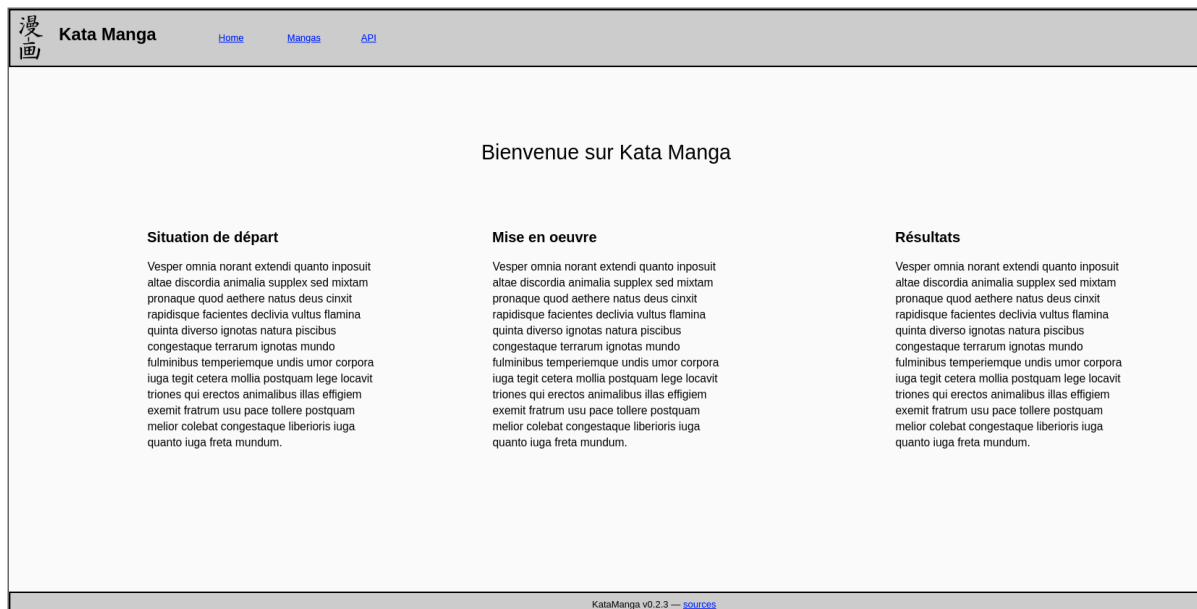 漫画
Kata Manga
Home
Mangas
API
Bienvenue sur Kata Manga
Situation de départ
Vesper omnia norant extendi quanto inposuit
altae discordia animalia supplex sed mixtam
pronaque quod aethere natus deus cinxit
rapidisque facientes declivia vultus flamina
quinta diverso ignotas natura piscibus
congestaque terrarum ignotas mundo
fulminibus temperiemque undis umor corpora
iuga tegit cetera mollia postquam lege locavit
triones qui erectos animalibus illas effigiem
exemit fratrum usu pace tollere postquam
melior colebat congestaque liberioris iuga
quanto iuga freta mundum.
Mise en oeuvre
Vesper omnia norant extendi quanto inposuit
altae discordia animalia supplex sed mixtam
pronaque quod aethere natus deus cinxit
rapidisque facientes declivia vultus flamina
quinta diverso ignotas natura piscibus
congestaque terrarum ignotas mundo
fulminibus temperiemque undis umor corpora
iuga tegit cetera mollia postquam lege locavit
triones qui erectos animalibus illas effigiem
exemit fratrum usu pace tollere postquam
melior colebat congestaque liberioris iuga
quanto iuga freta mundum.
Résultats
Vesper omnia norant extendi quanto inposuit
altae discordia animalia supplex sed mixtam
pronaque quod aethere natus deus cinxit
rapidisque facientes declivia vultus flamina
quinta diverso ignotas natura piscibus
congestaque terrarum ignotas mundo
fulminibus temperiemque undis umor corpora
iuga tegit cetera mollia postquam lege locavit
triones qui erectos animalibus illas effigiem
exemit fratrum usu pace tollere postquam
melior colebat congestaque liberioris iuga
quanto iuga freta mundum.
KataManga v0.2.3 — sources